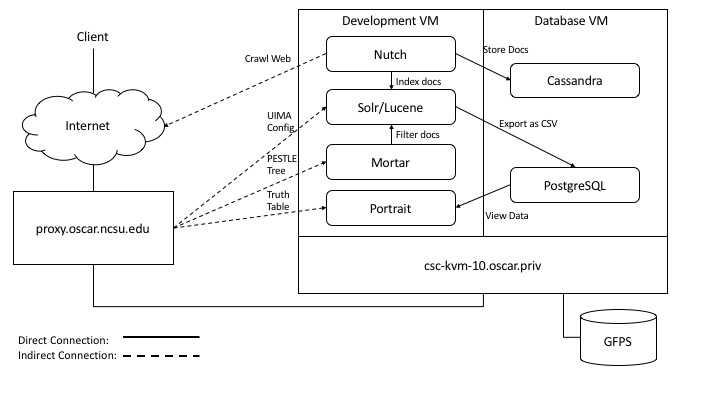 Development VM
Database VM
Client
Nutch
Store Docs
Crawl Web
Cassandra
Index docs
Solr/Lucene
UIMA
Config
Export as CSV
Internet
Filter docs
PESTLE
Tree
Mortar
PostgreSQL
Truth
Table
Portrait
View Data
proxy.oscar.ncsu.edu
csc-kvm-10.oscar.priv
GFPS
Direct Connection:
Indirect Connection: